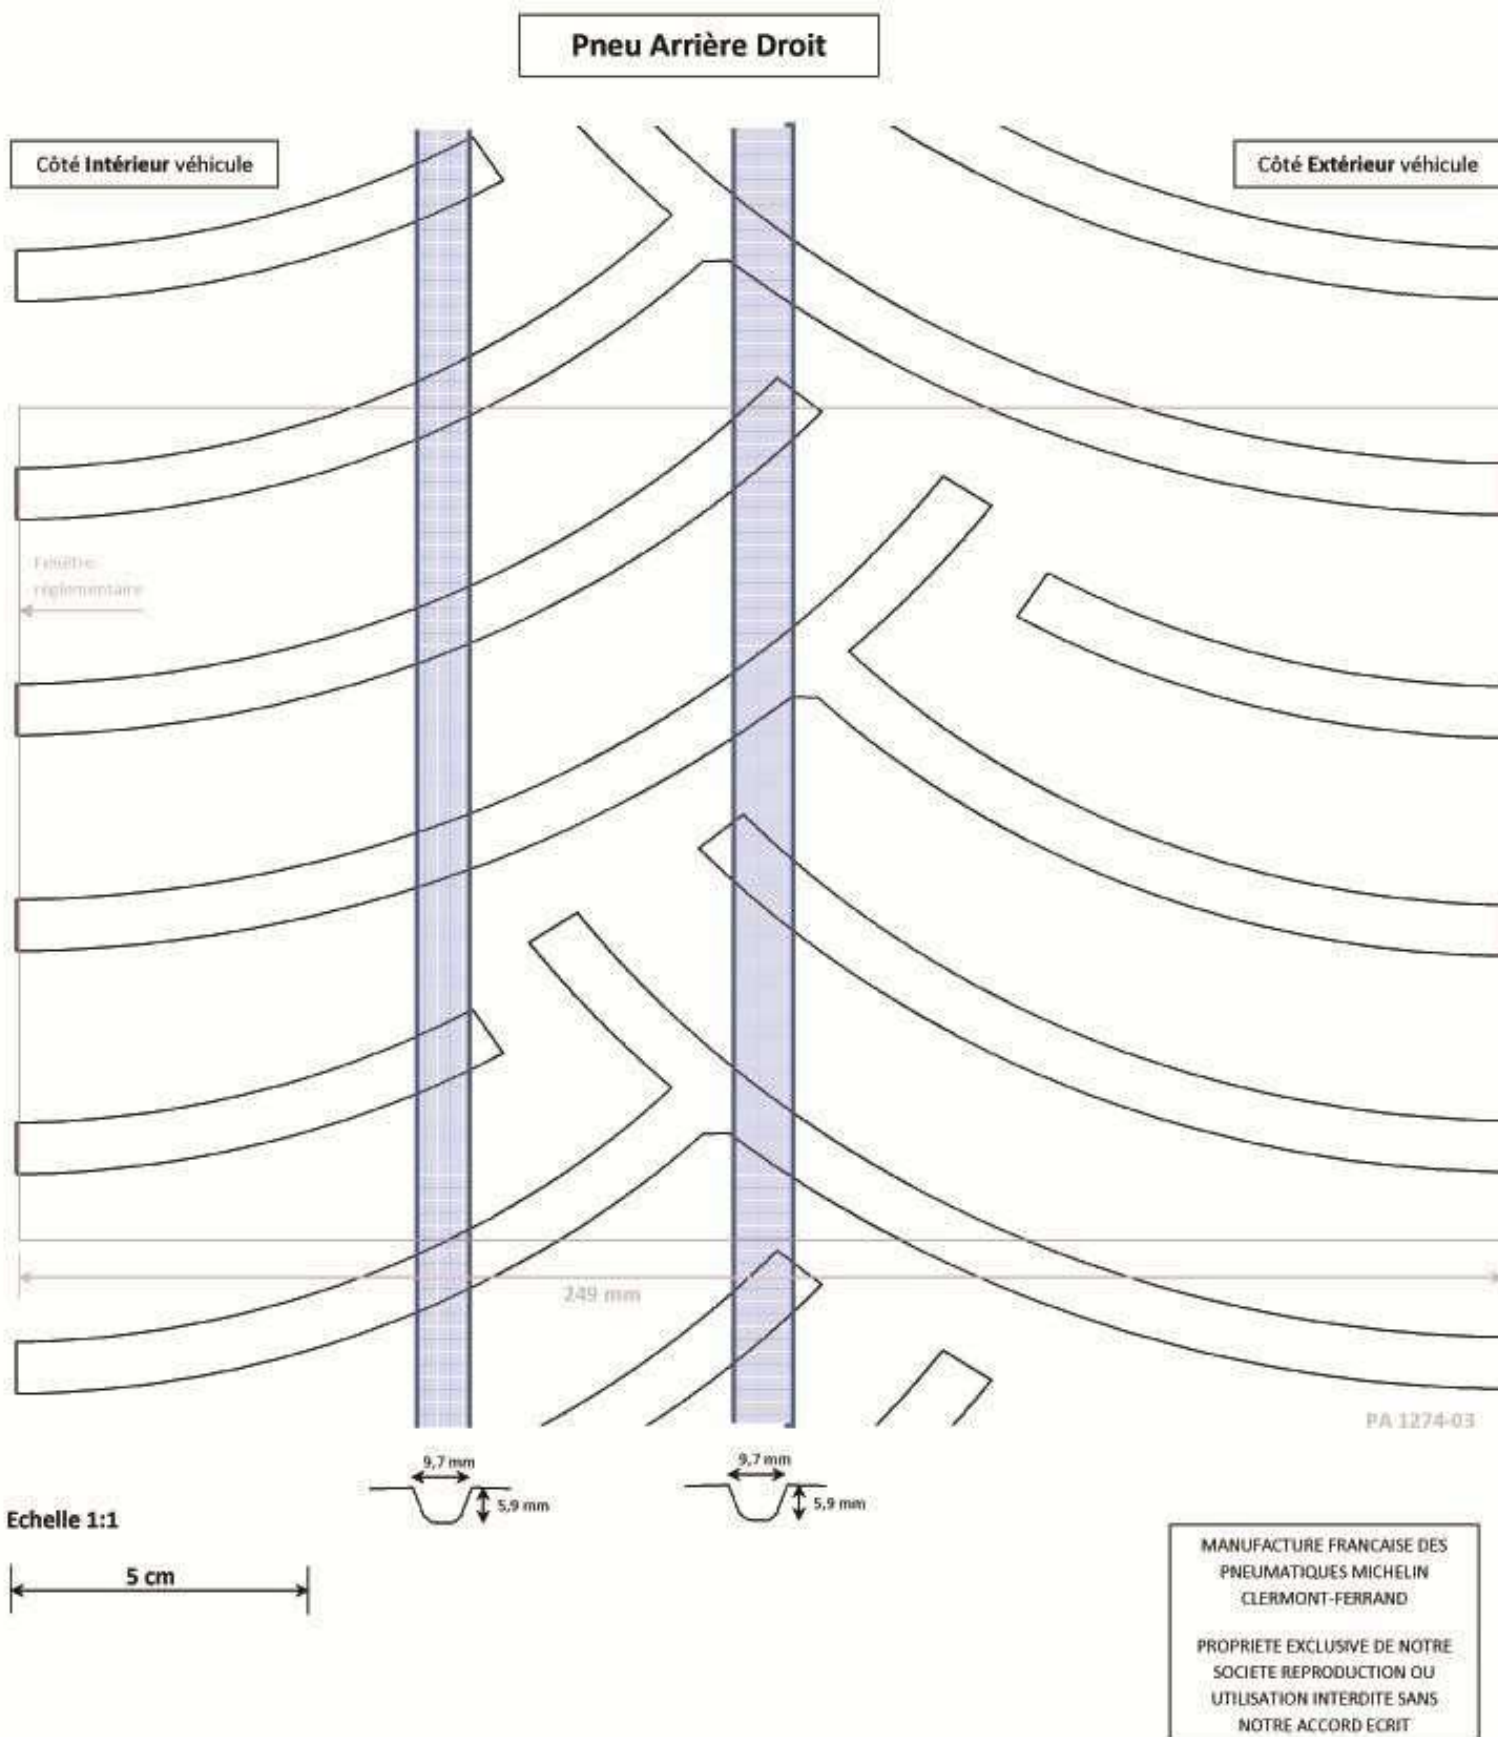 Pneu Arrière Droit
Côté Intérieur véhicule
Côté Extérieur véhicule
Fenêtre
réglementaire
249 mm
PA 1274-03
9,7 mm
5,9 mm
9,7 mm
5,9 mm
Echelle 1:1
5 cm
MANUFACTURE FRANCAISE DES
PNEUMATIQUES MICHELIN
CLERMONT-FERRAND
PROPRIETE EXCLUSIVE DE NOTRE
SOCIETE REPRODUCTION OU
UTILISATION INTERDITE SANS
NOTRE ACCORD ECRIT